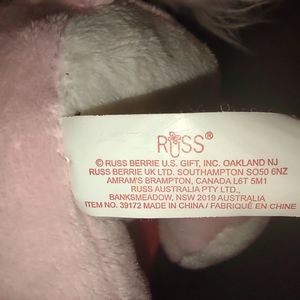 RUSS®
© RUSS BERRIE U.S. GIFT, INC. OAKLAND NJ
RUSS BERRIE UK LTD. SOUTHAMPTON SO50 6NZ
AMRAM'S BRAMPTON, CANADA L6T 5M1
RUSS AUSTRALIA PTY LTD.,
BANKSMEADOW, NSW 2019 AUSTRALIA
ITEM NO. 39172 MADE IN CHINA / FABRIQUÉ EN CHINE